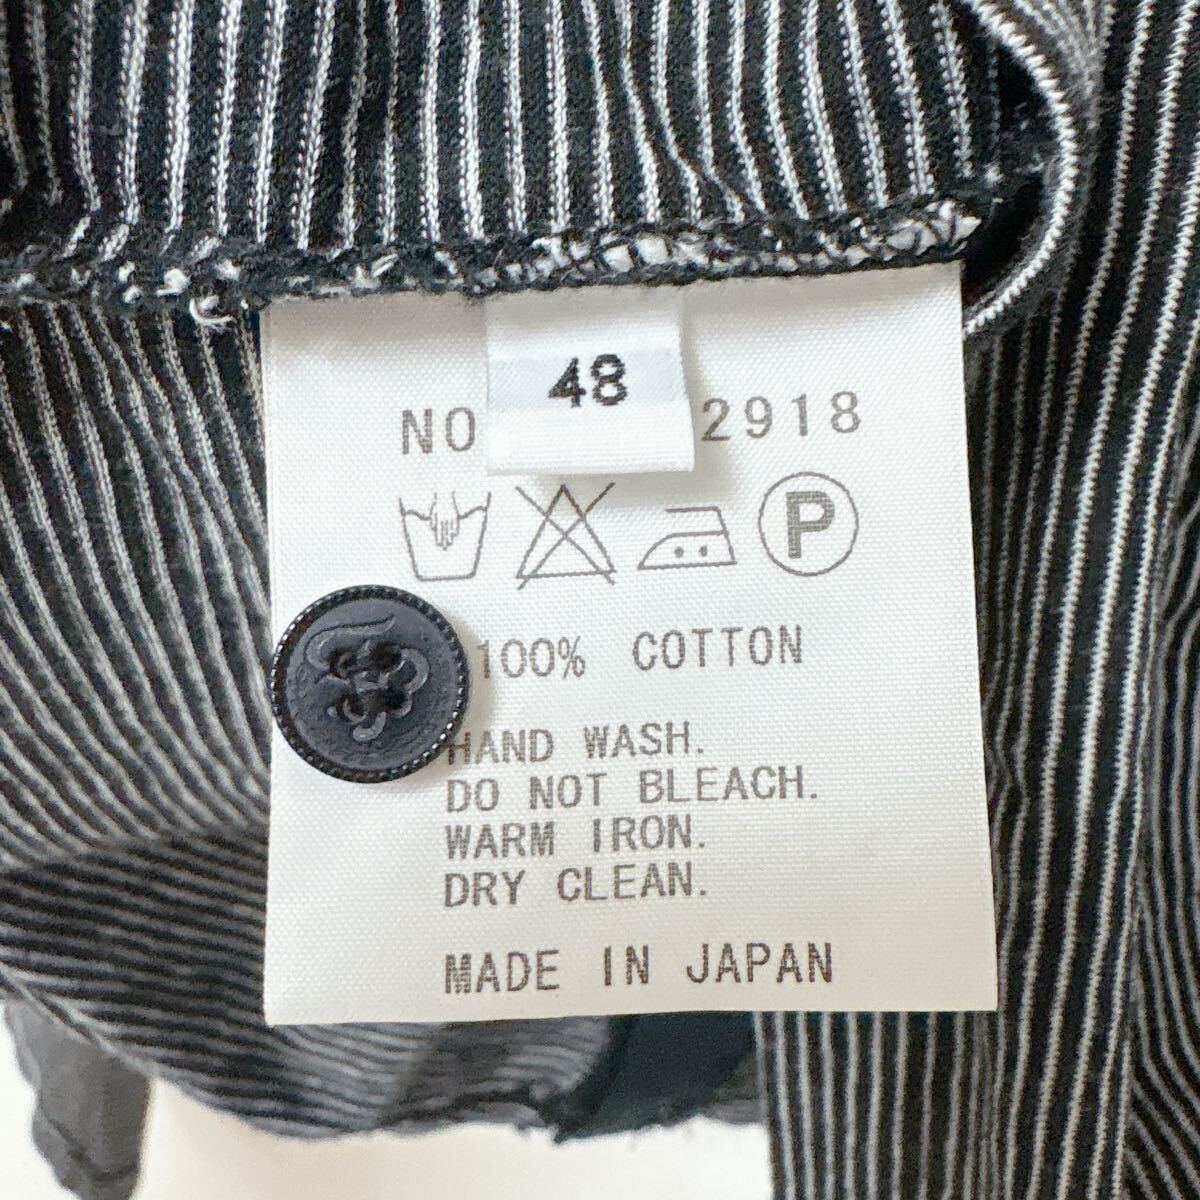 48
NO 2918
P
100% COTTON
HAND WASH.
DO NOT BLEACH.
WARM IRON.
DRY CLEAN.
MADE IN JAPAN